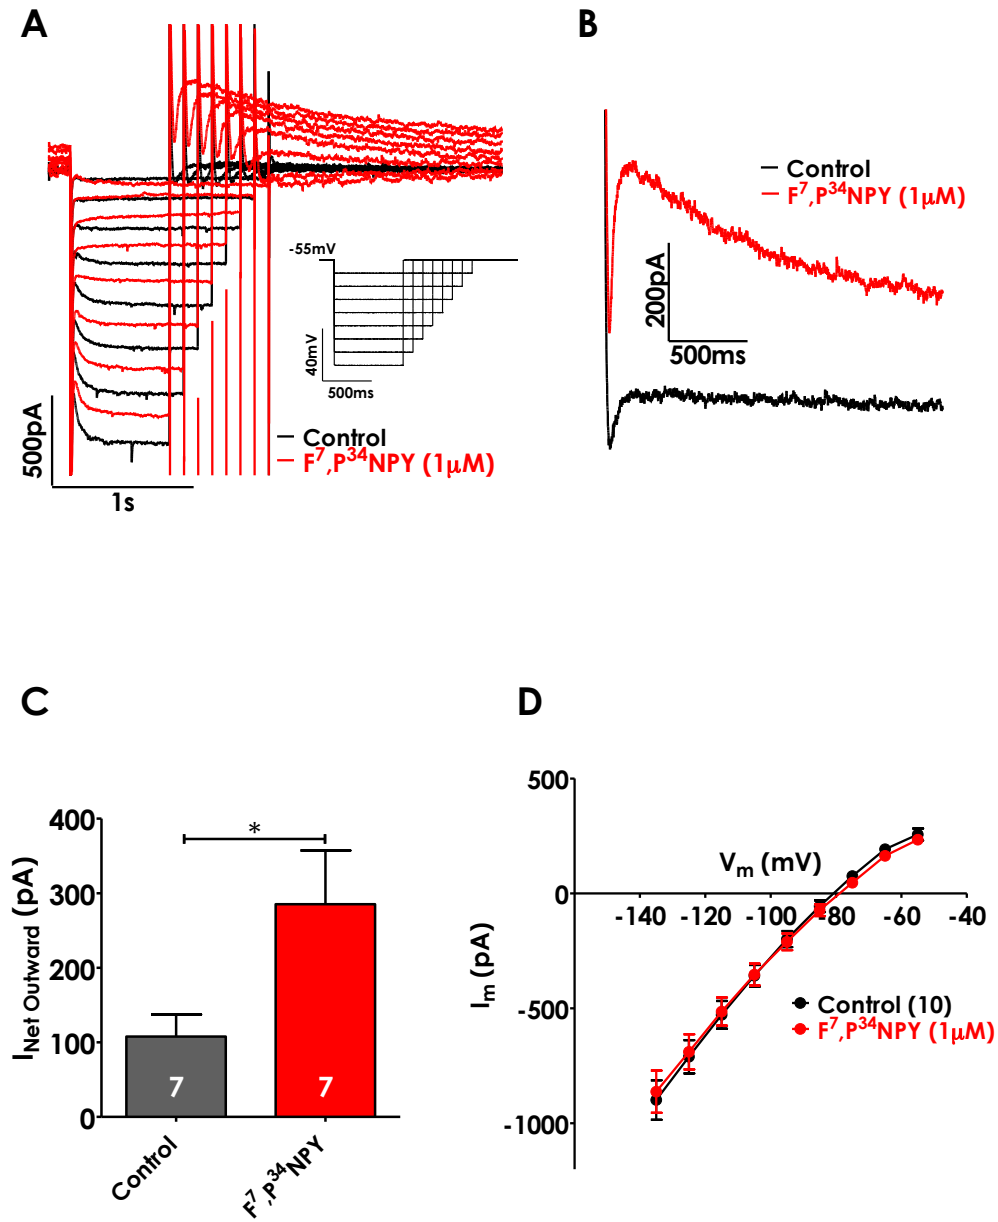 A
-55mV
40mV
500ms
500pA
1s
Control
F⁷,P³⁴NPY (1μM)
B
Control
F⁷,P³⁴NPY (1μM)
200pA
500ms
C
I Net Outward (pA)
400
300
200
100
0
*
7
7
Control
F⁷,P³⁴NPY
D
500
0
-500
-1000
Vm (mV)
-140 -120 -100 -80 -60 -40
Im (pA)
Control (10)
F⁷,P³⁴NPY (1μM)